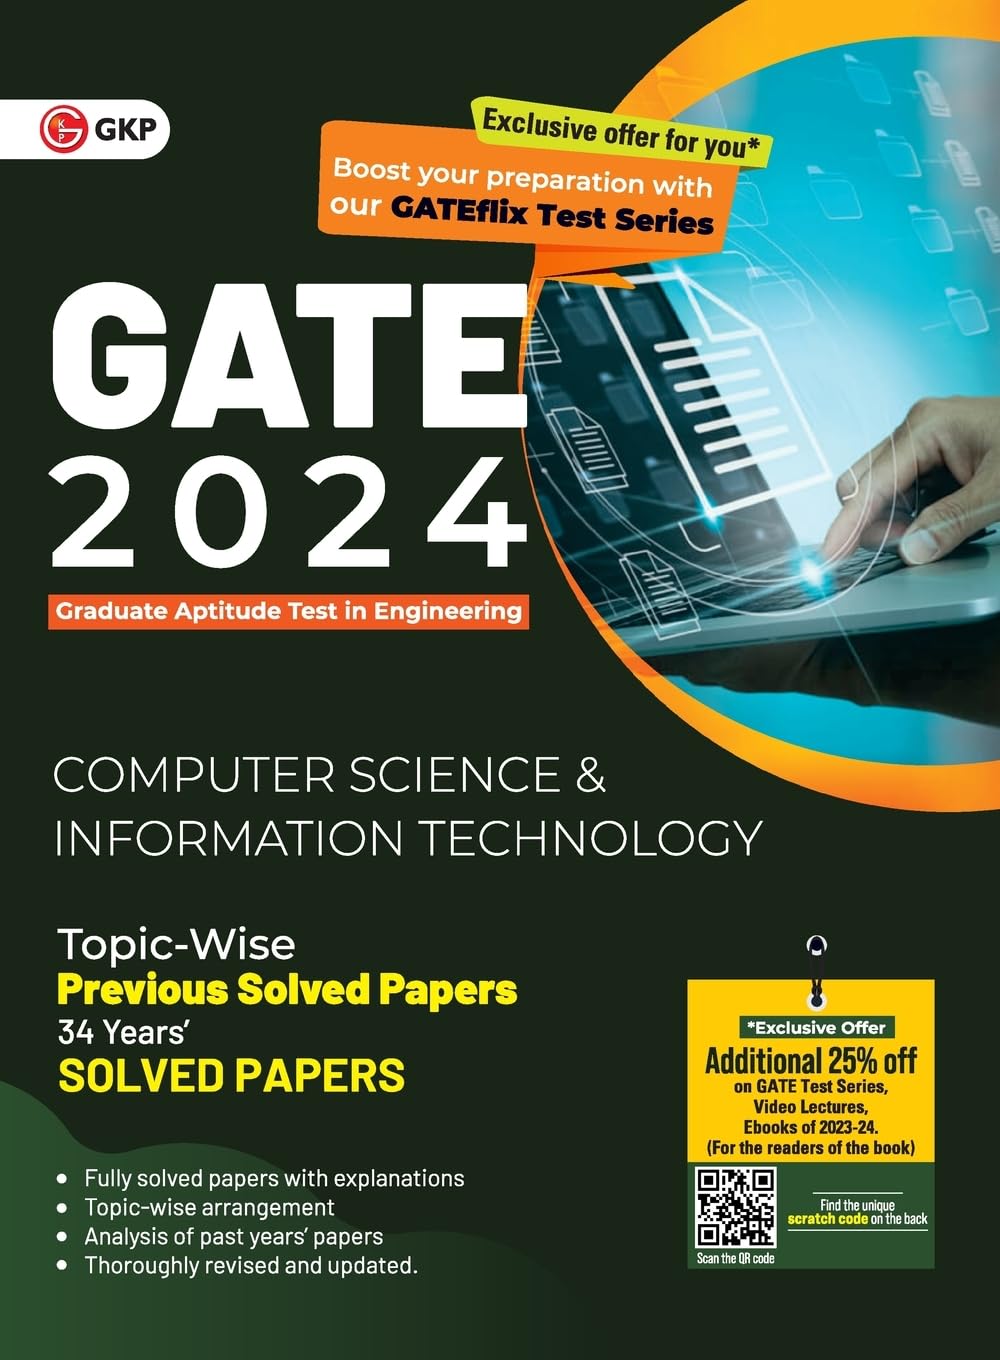 GKP
Exclusive offer for you*
Boost your preparation with
our GATEflix Test Series
GATE
2024
Graduate Aptitude Test in Engineering
COMPUTER SCIENCE &
INFORMATION TECHNOLOGY
Topic-Wise
Previous Solved Papers
34 Years’
SOLVED PAPERS
• Fully solved papers with explanations
• Topic-wise arrangement
• Analysis of past years’ papers
• Thoroughly revised and updated.
*Exclusive Offer
Additional 25% off
on GATE Test Series,
Video Lectures,
Ebooks of 2023-24.
(For the readers of the book)
Find the unique
scratch code on the back
Scan the QR code